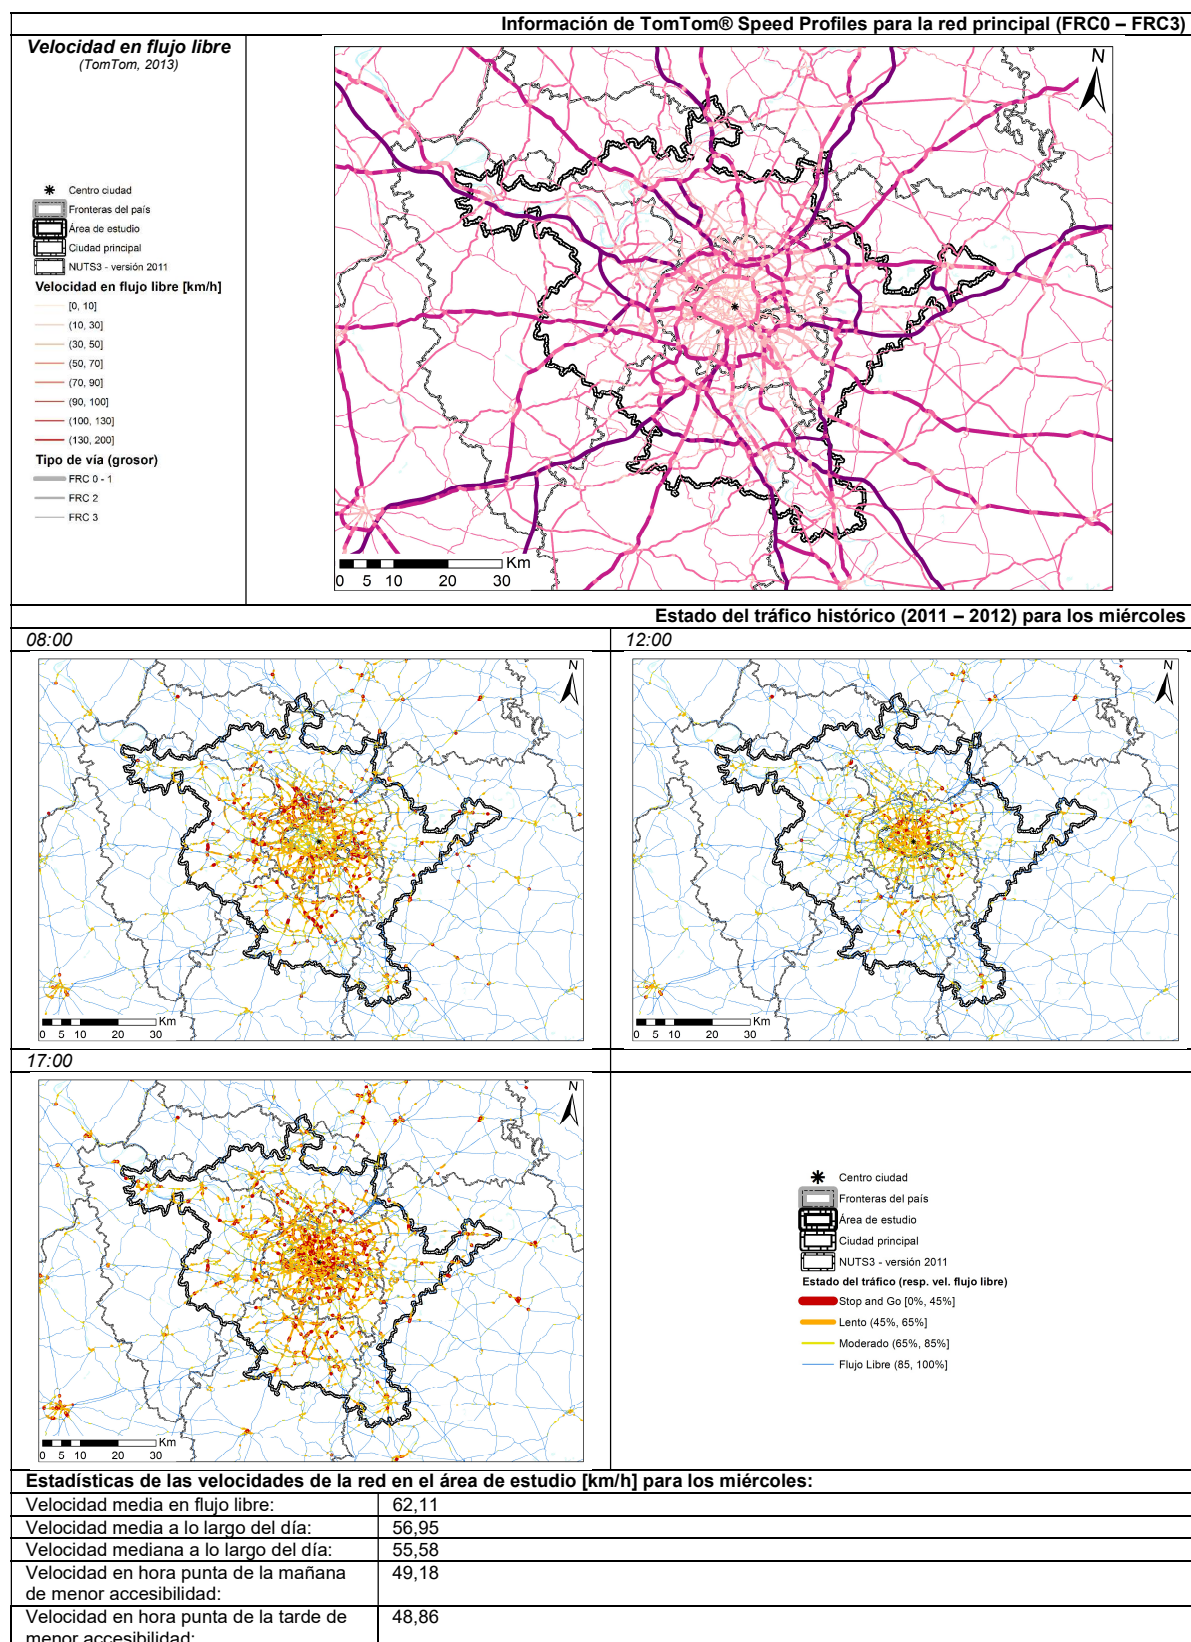 Información de TomTom® Speed Profiles para la red principal (FRC0 – FRC3)
Velocidad en flujo libre
(TomTom, 2013)
Centro ciudad
Fronteras del país
Área de estudio
Ciudad principal
NUTS3 - versión 2011
Velocidad en flujo libre [km/h]
[0, 10]
(10, 30]
(30, 50]
(50, 70]
(70, 90]
(90, 100]
(100, 130]
(130, 200]
Tipo de vía (grosor)
FRC 0 - 1
FRC 2
FRC 3
N
Km
0 5 10 20 30
Estado del tráfico histórico (2011 – 2012) para los miércoles
08:00
12:00
N
Km
0 5 10 20 30
N
Km
0 5 10 20 30
17:00
N
Km
0 5 10 20 30
Centro ciudad
Fronteras del país
Área de estudio
Ciudad principal
NUTS3 - versión 2011
Estado del tráfico (resp. vel. flujo libre)
Stop and Go [0%, 45%]
Lento (45%, 65%]
Moderado (65%, 85%]
Flujo Libre (85, 100%]
Estadísticas de las velocidades de la red en el área de estudio [km/h] para los miércoles:
Velocidad media en flujo libre: 62,11
Velocidad media a lo largo del día: 56,95
Velocidad mediana a lo largo del día: 55,58
Velocidad en hora punta de la mañana 49,18
de menor accesibilidad:
Velocidad en hora punta de la tarde de 48,86
menor accesibilidad: